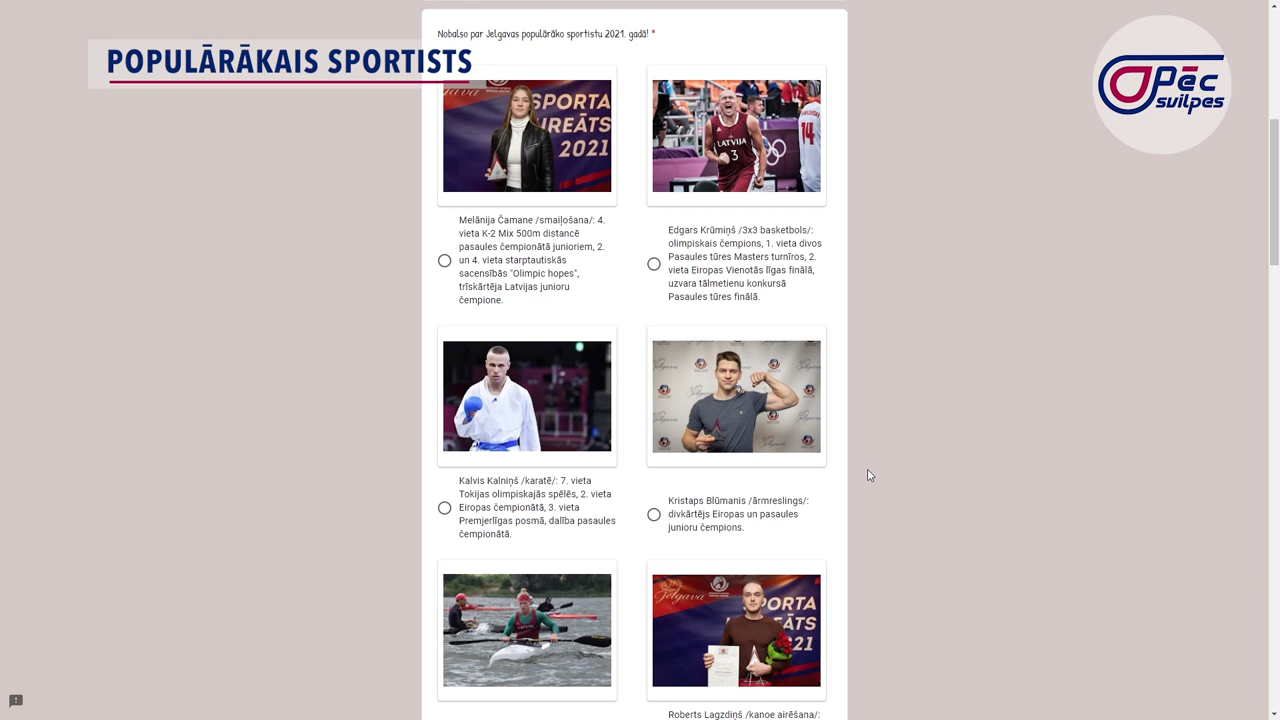 Nobalso par Jelgavas populārāko sportistu 2021. gadā! *
POPULĀRĀKAIS SPORTISTS
Pēc
svilpes
SPORTA
UREĀTS
2021
LATVIJA
3
14
Melānija Čamane /smaiļošana/: 4.
vieta K-2 Mix 500m distancē
pasaules čempionātā junioriem, 2.
un 4. vieta starptautiskās
sacensībās "Olimpic hopes",
trīskārtēja Latvijas junioru
čempione.
Edgars Krūmiņš /3x3 basketbols/:
olimpiskais čempions, 1. vieta divos
Pasaules tūres Masters turnīros, 2.
vieta Eiropas Vienotās līgas finālā,
uzvara tālmetienu konkursā
Pasaules tūres finālā.
Kalvis Kalniņš /karatē/: 7. vieta
Tokijas olimpiskajās spēlēs, 2. vieta
Eiropas čempionātā, 3. vieta
Premjerlīgas posmā, dalība pasaules
čempionātā.
Kristaps Blūmanis /ārmreslings/:
divkārtējs Eiropas un pasaules
junioru čempions.
Jelgava
PORTA
EĀTS
21
Roberts Lagzdiņš /kanoe airēšana/: